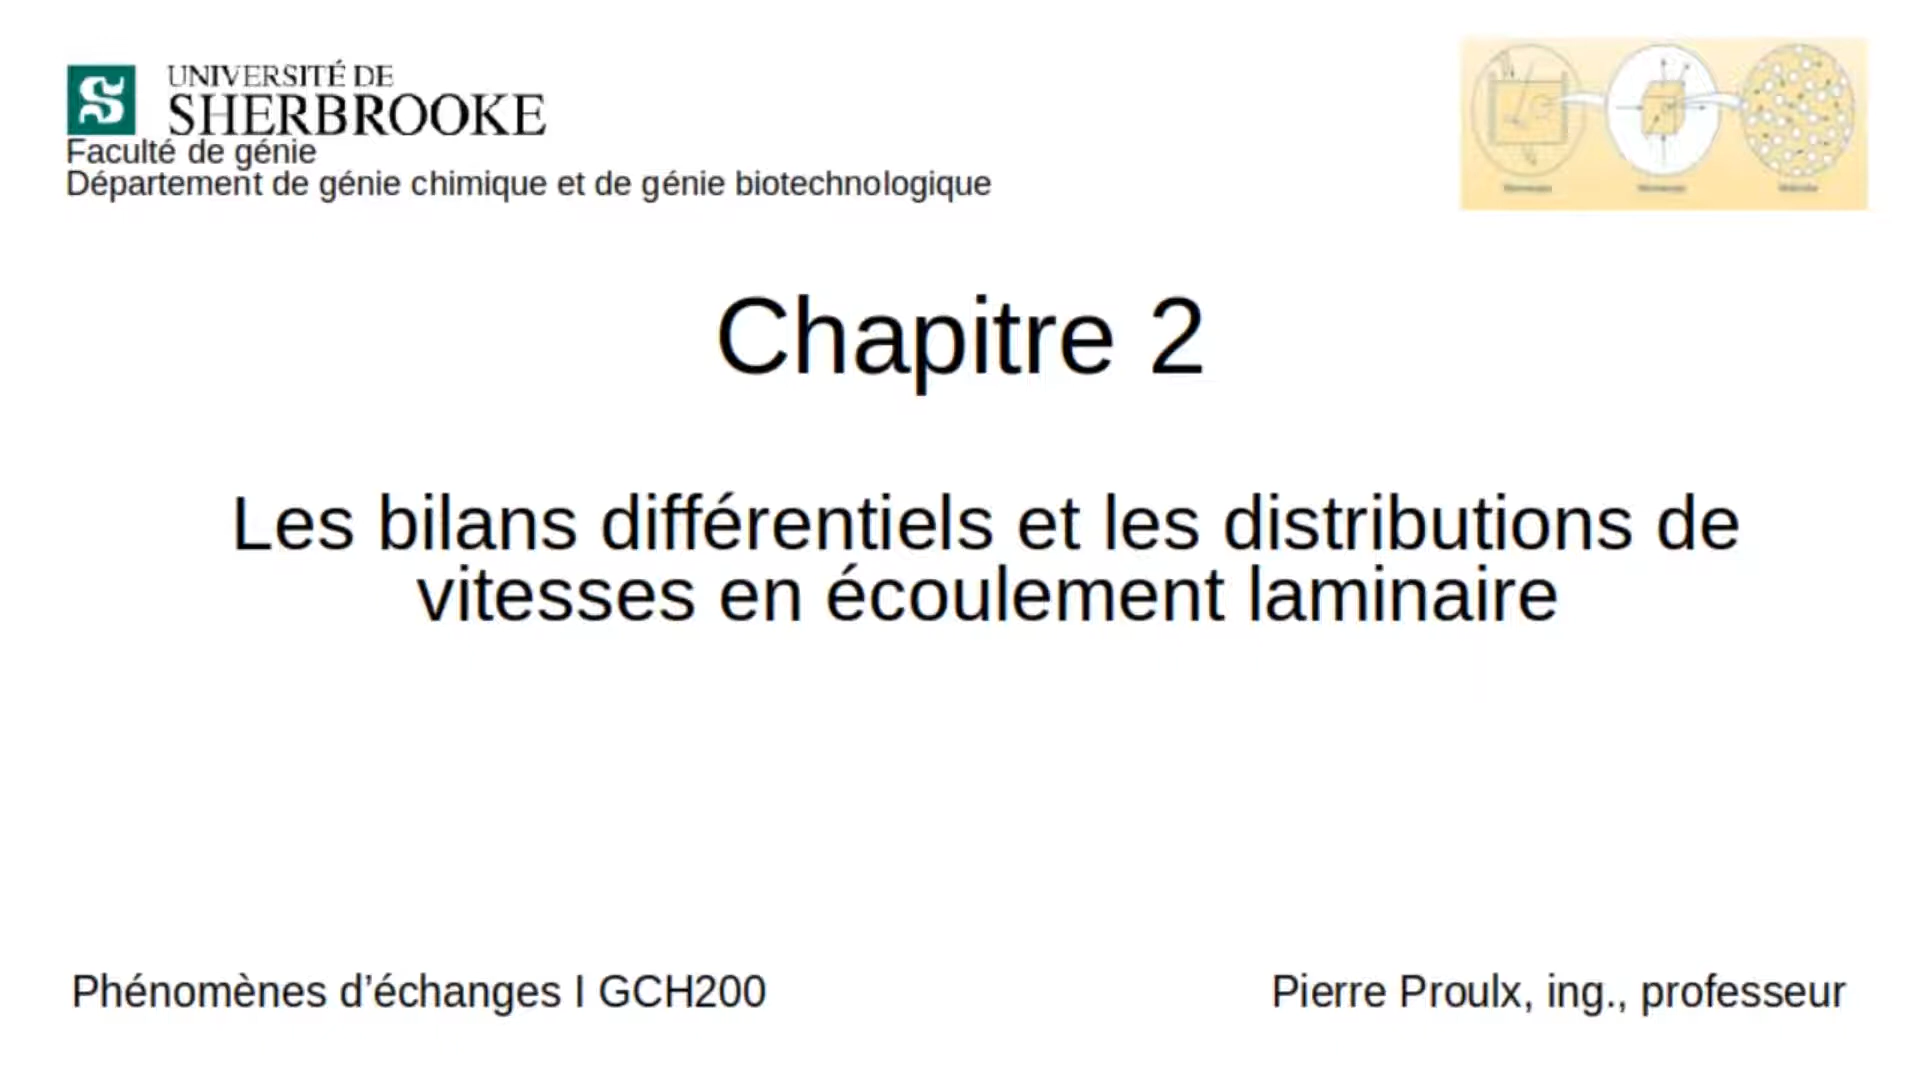 UNIVERSITÉ DE
SHERBROOKE
Faculté de génie
Département de génie chimique et de génie biotechnologique
Chapitre 2
Les bilans différentiels et les distributions de
vitesses en écoulement laminaire
Phénomènes d’échanges I GCH200
Pierre Proulx, ing., professeur